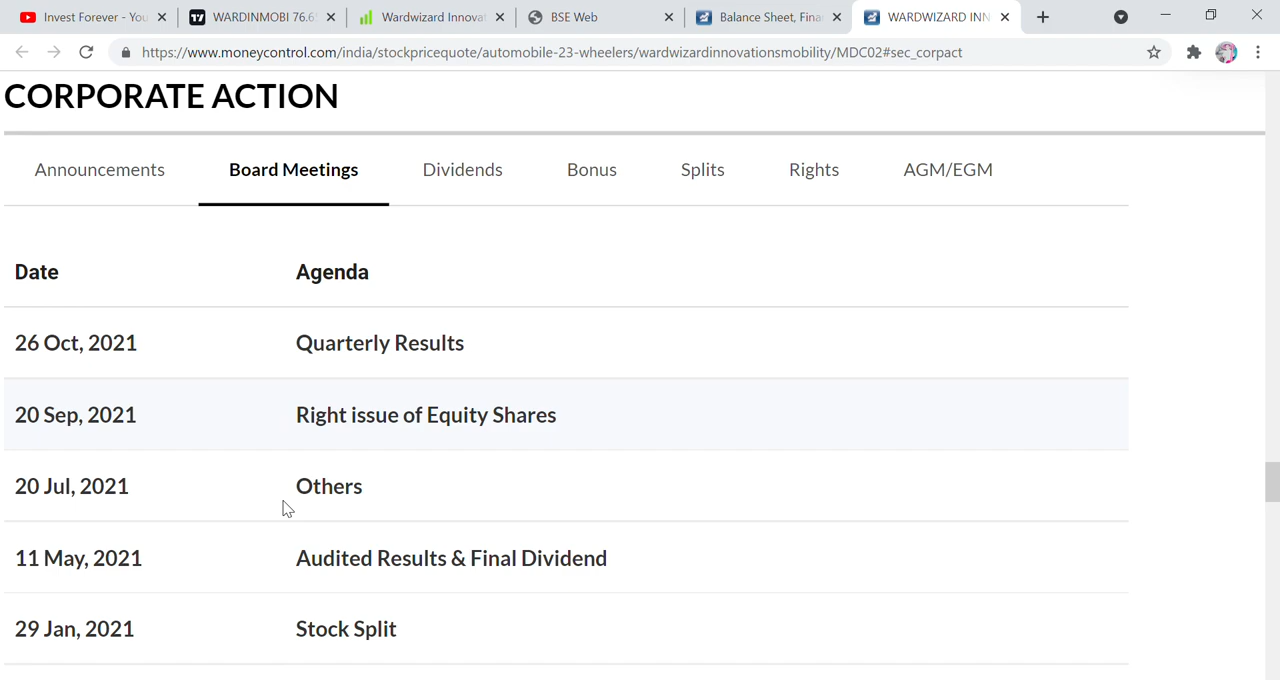 Invest Forever - You
WARDINMOBI 76.6
Wardwizard Innovat
BSE Web
Balance Sheet, Fina
WARDWIZARD INN
https://www.moneycontrol.com/india/stockpricequote/automobile-23-wheelers/wardwizardinnovationsmobility/MDC02#sec_corpact
CORPORATE ACTION
Announcements Board Meetings Dividends Bonus Splits Rights AGM/EGM
Date Agenda
26 Oct, 2021 Quarterly Results
20 Sep, 2021 Right issue of Equity Shares
20 Jul, 2021 Others
11 May, 2021 Audited Results & Final Dividend
29 Jan, 2021 Stock Split